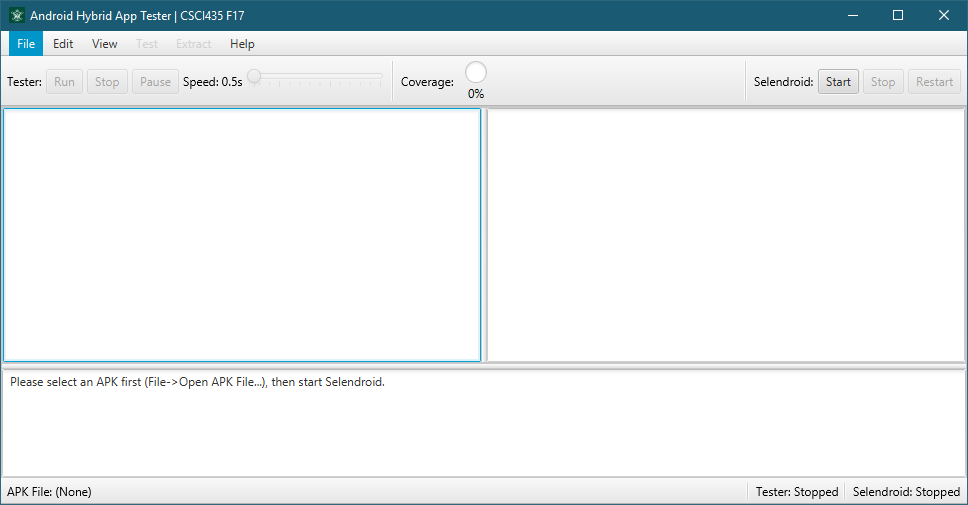 Android Hybrid App Tester | CSCI435 F17
File Edit View Test Extract Help
Tester: Run Stop Pause Speed: 0.5s Coverage: 0% Selendroid: Start Stop Restart
Please select an APK first (File->Open APK File...), then start Selendroid.
APK File: (None) Tester: Stopped Selendroid: Stopped